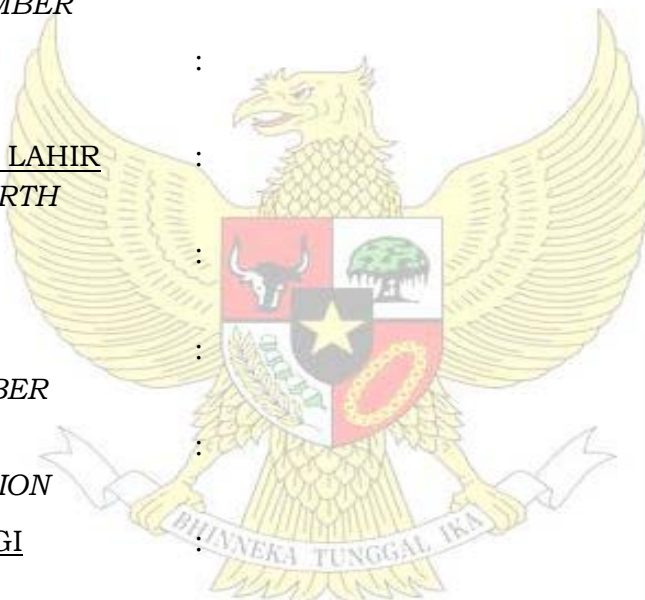 MBER
:
LAHIR :
RTH
:
:
BER
:
ION
GI :
BHINNEKA TUNGGAL IKA